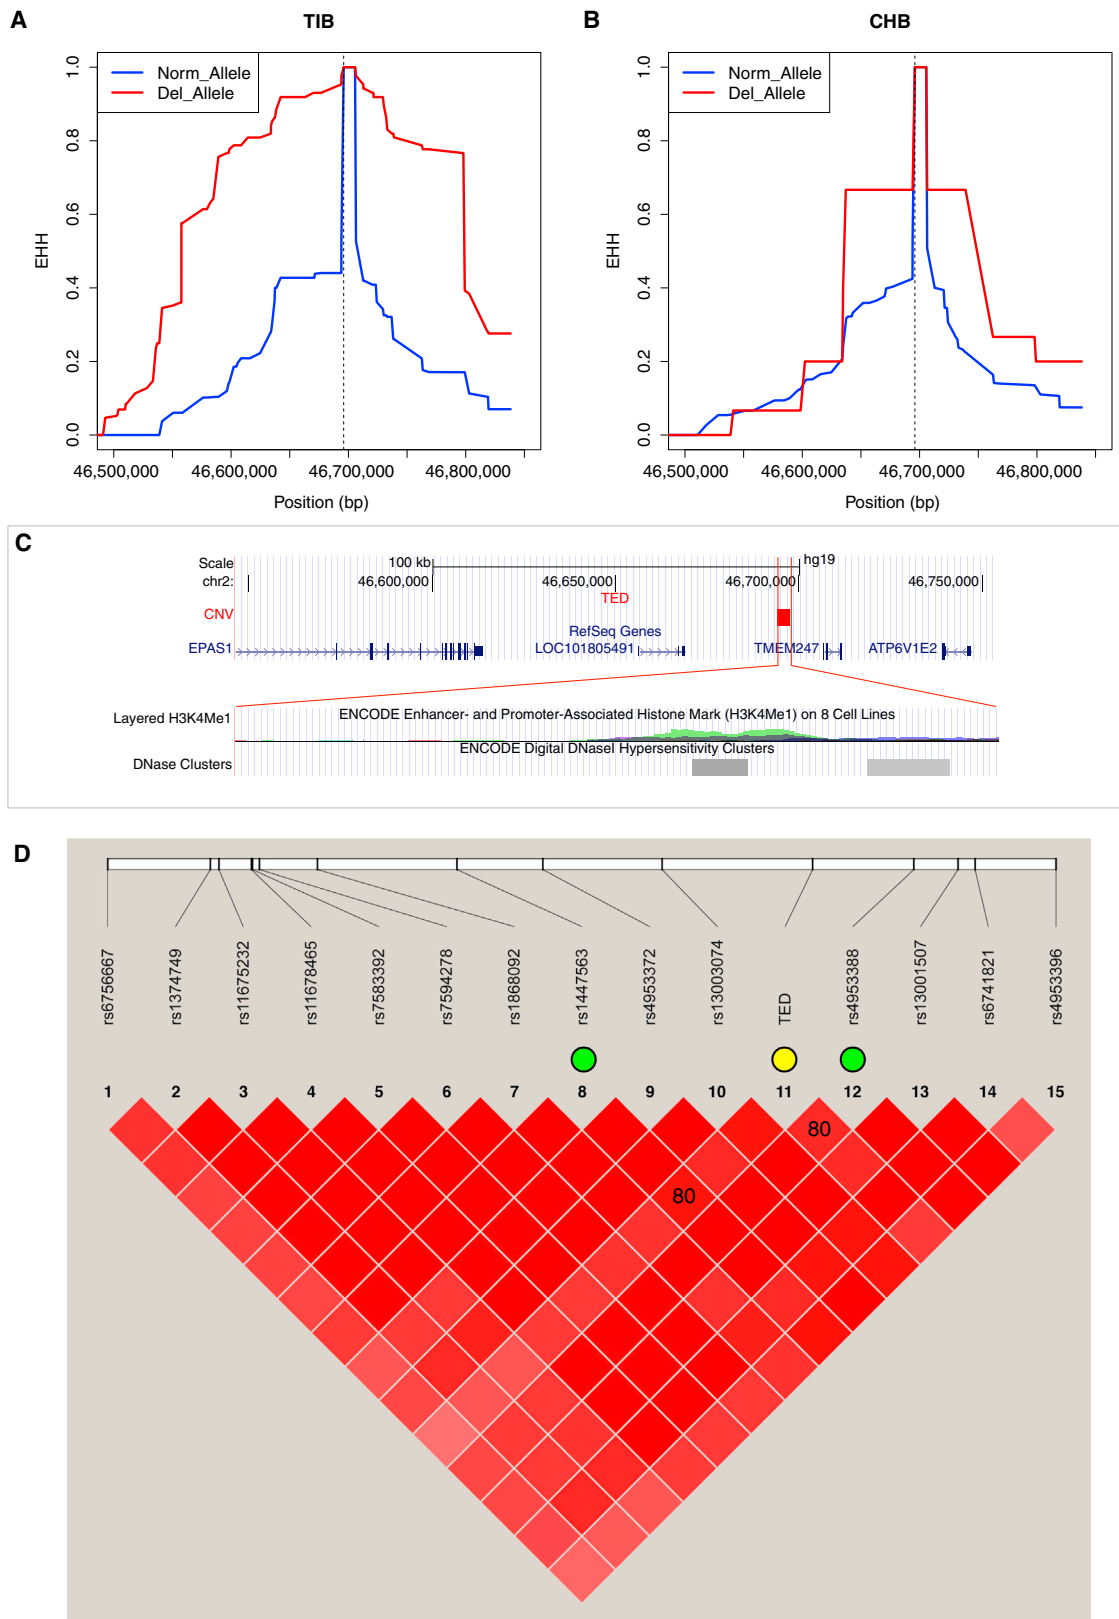 A
TIB
Norm_Allele
Del_Allele
EHH
1.0
0.8
0.6
0.4
0.2
0.0
46,500,000
46,600,000
46,700,000
46,800,000
Position (bp)
B
CHB
Norm_Allele
Del_Allele
EHH
1.0
0.8
0.6
0.4
0.2
0.0
46,500,000
46,600,000
46,700,000
46,800,000
Position (bp)
C
Scale
100 kb
hg19
chr2:
46,600,000
46,650,000
46,700,000
46,750,000
TED
CNV
RefSeq Genes
EPAS1
LOC101805491
TMEM247
ATP6V1E2
Layered H3K4Me1
ENCODE Enhancer- and Promoter-Associated Histone Mark (H3K4Me1) on 8 Cell Lines
ENCODE Digital DNaseI Hypersensitivity Clusters
DNase Clusters
D
rs6756667
rs1374749
rs11675232
rs11678465
rs7583392
rs7594278
rs1868092
rs1447563
rs4953372
rs13003074
TED
rs4953388
rs13001507
rs6741821
rs4953396
1 2 3 4 5 6 7 8 9 10 11 12 13 14 15
80
80